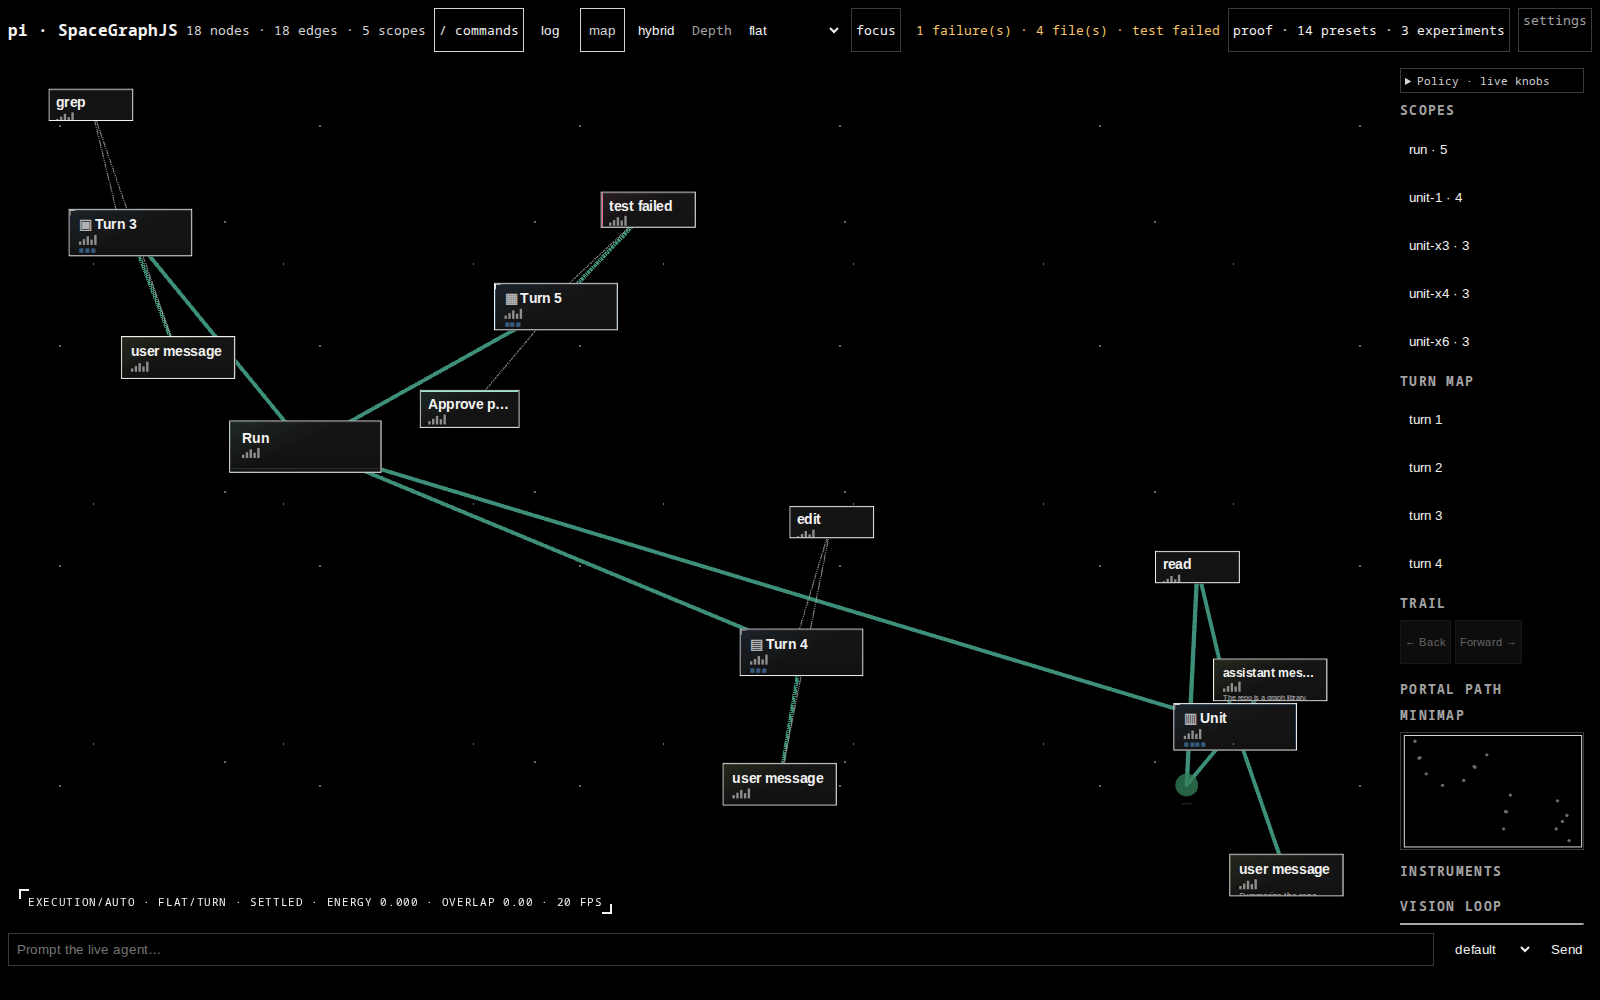 pi · SpaceGraphJS 18 nodes · 18 edges · 5 scopes / commands log map hybrid Depth flat focus 1 failure(s) · 4 file(s) · test failed proof · 14 presets · 3 experiments settings
Policy · live knobs
SCOPES
run · 5
unit-1 · 4
unit-x3 · 3
unit-x4 · 3
unit-x6 · 3
TURN MAP
turn 1
turn 2
turn 3
turn 4
TRAIL
← Back Forward →
PORTAL PATH
MINIMAP
INSTRUMENTS
VISION LOOP
grep
Turn 3
user message
test failed
Turn 5
Approve p...
Run
edit
Turn 4
user message
read
assistant mes...
The repo is a graph library.
Unit
user message
EXECUTION/AUTO · FLAT/TURN · SETTLED · ENERGY 0.000 · OVERLAP 0.00 · 20 FPS
Prompt the live agent… default Send